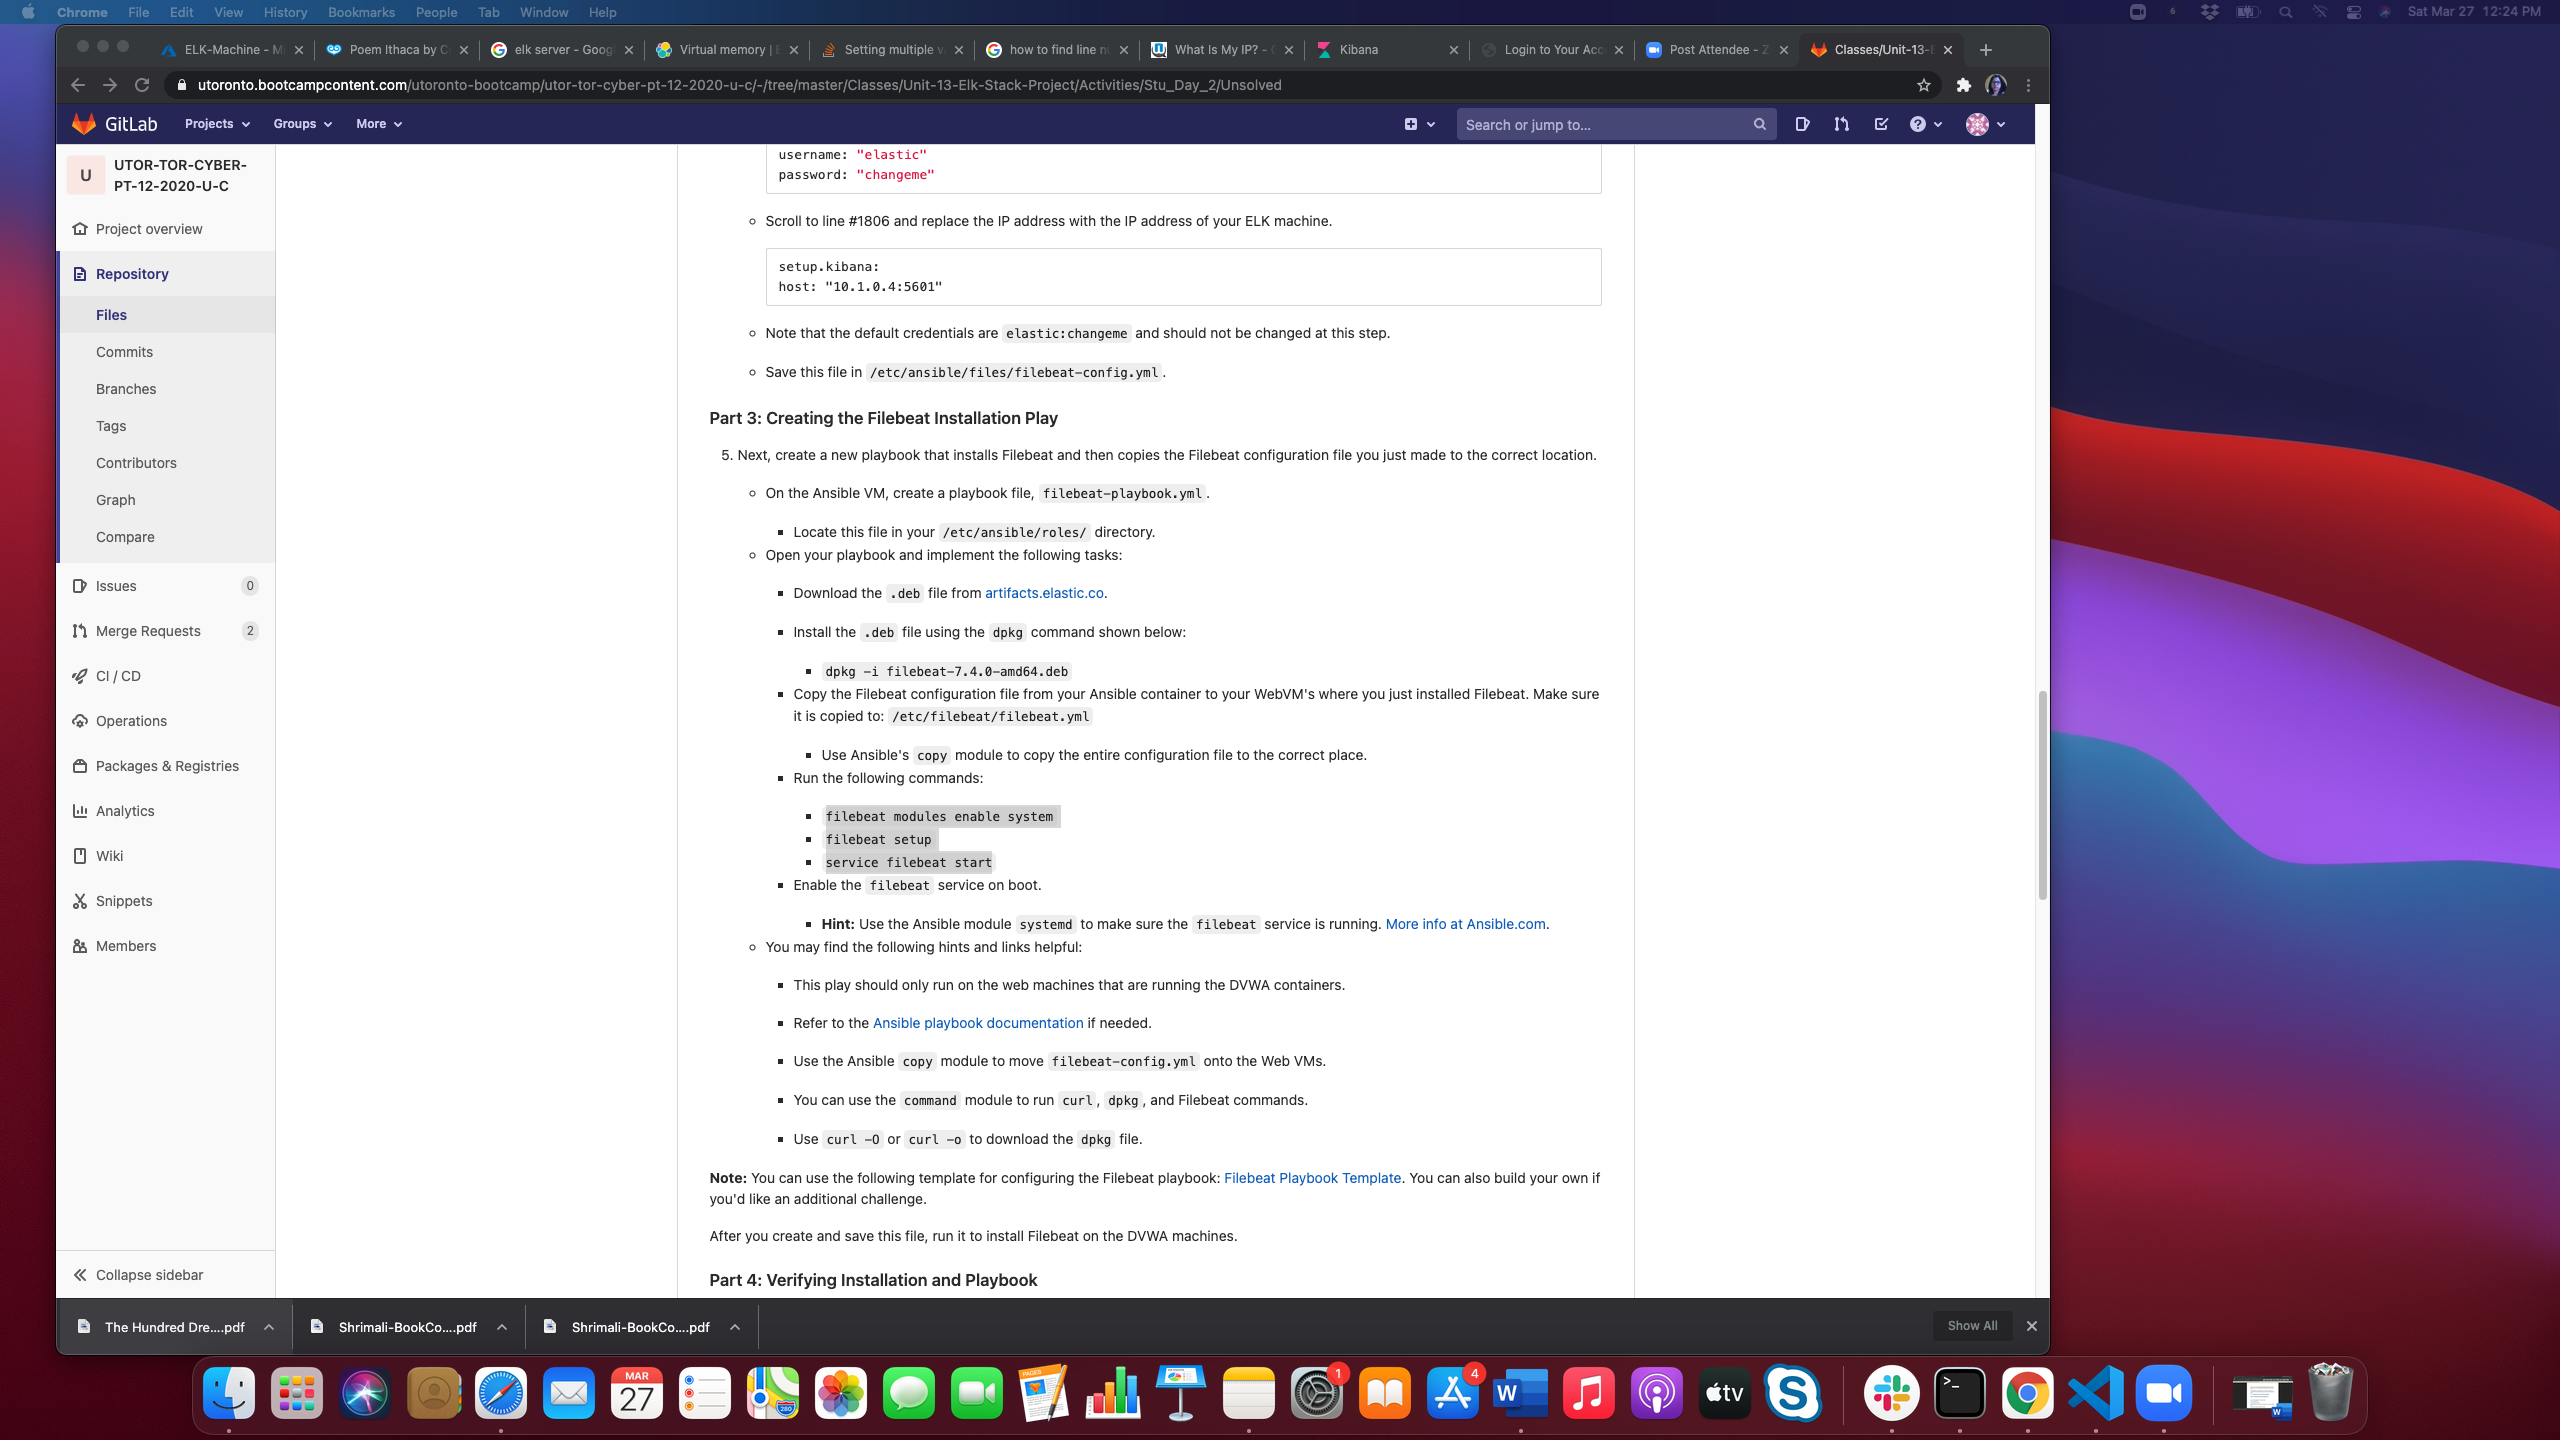 Chrome File Edit View History Bookmarks People Tab Window Help
6 Sat Mar 27 12:24 PM
ELK-Machine - Mi
Poem Ithaca by C
elk server - Goog
Virtual memory | E
Setting multiple v
how to find line n
What Is My IP? -
Kibana
Login to Your Acc
Post Attendee - Z
Classes/Unit-13-E
utoronto.bootcampcontent.com/utoronto-bootcamp/utor-tor-cyber-pt-12-2020-u-c/-/tree/master/Classes/Unit-13-Elk-Stack-Project/Activities/Stu_Day_2/Unsolved
GitLab Projects Groups More Search or jump to...
U UTOR-TOR-CYBER-
PT-12-2020-U-C
Project overview
Repository
Files
Commits
Branches
Tags
Contributors
Graph
Compare
Issues 0
Merge Requests 2
CI / CD
Operations
Packages & Registries
Analytics
Wiki
Snippets
Members
Collapse sidebar
username: "elastic"
password: "changeme"
Scroll to line #1806 and replace the IP address with the IP address of your ELK machine.
setup.kibana:
host: "10.1.0.4:5601"
Note that the default credentials are elastic:changeme and should not be changed at this step.
Save this file in /etc/ansible/files/filebeat-config.yml.
Part 3: Creating the Filebeat Installation Play
5. Next, create a new playbook that installs Filebeat and then copies the Filebeat configuration file you just made to the correct location.
On the Ansible VM, create a playbook file, filebeat-playbook.yml.
Locate this file in your /etc/ansible/roles/ directory.
Open your playbook and implement the following tasks:
Download the .deb file from artifacts.elastic.co.
Install the .deb file using the dpkg command shown below:
dpkg -i filebeat-7.4.0-amd64.deb
Copy the Filebeat configuration file from your Ansible container to your WebVM's where you just installed Filebeat. Make sure
it is copied to: /etc/filebeat/filebeat.yml
Use Ansible's copy module to copy the entire configuration file to the correct place.
Run the following commands:
filebeat modules enable system
filebeat setup
service filebeat start
Enable the filebeat service on boot.
Hint: Use the Ansible module systemd to make sure the filebeat service is running. More info at Ansible.com.
You may find the following hints and links helpful:
This play should only run on the web machines that are running the DVWA containers.
Refer to the Ansible playbook documentation if needed.
Use the Ansible copy module to move filebeat-config.yml onto the Web VMs.
You can use the command module to run curl, dpkg, and Filebeat commands.
Use curl -O or curl -o to download the dpkg file.
Note: You can use the following template for configuring the Filebeat playbook: Filebeat Playbook Template. You can also build your own if
you'd like an additional challenge.
After you create and save this file, run it to install Filebeat on the DVWA machines.
Part 4: Verifying Installation and Playbook
The Hundred Dre....pdf
Shrimali-BookCo....pdf
Shrimali-BookCo....pdf
Show All
MAR
27
PAGES
280
1
4
W
tv
S
>_
W